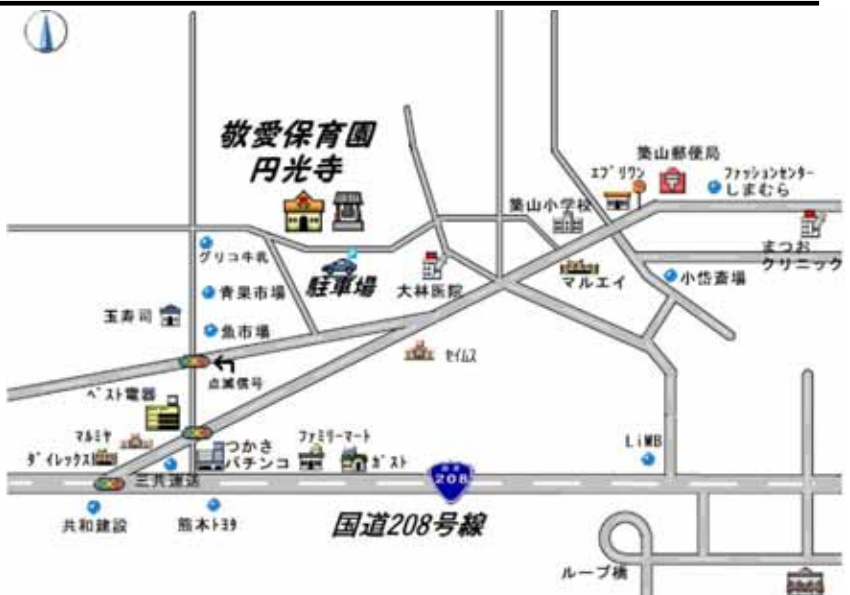 敬愛保育園
円光寺
築山郵便局
エブリワン
ファッションセンター
しまむら
築山小学校
まつお
クリニック
グリコ牛乳
駐車場
大林医院
マルエイ
小岱斎場
青果市場
玉寿司
魚市場
セイムス
点滅信号
ベスト電器
マルミヤ
つかさ
パチンコ
ファミリーマート
ガスト
LiMB
ダイレックス
三共運送
208
共和建設
熊本トヨタ
国道208号線
ループ橋